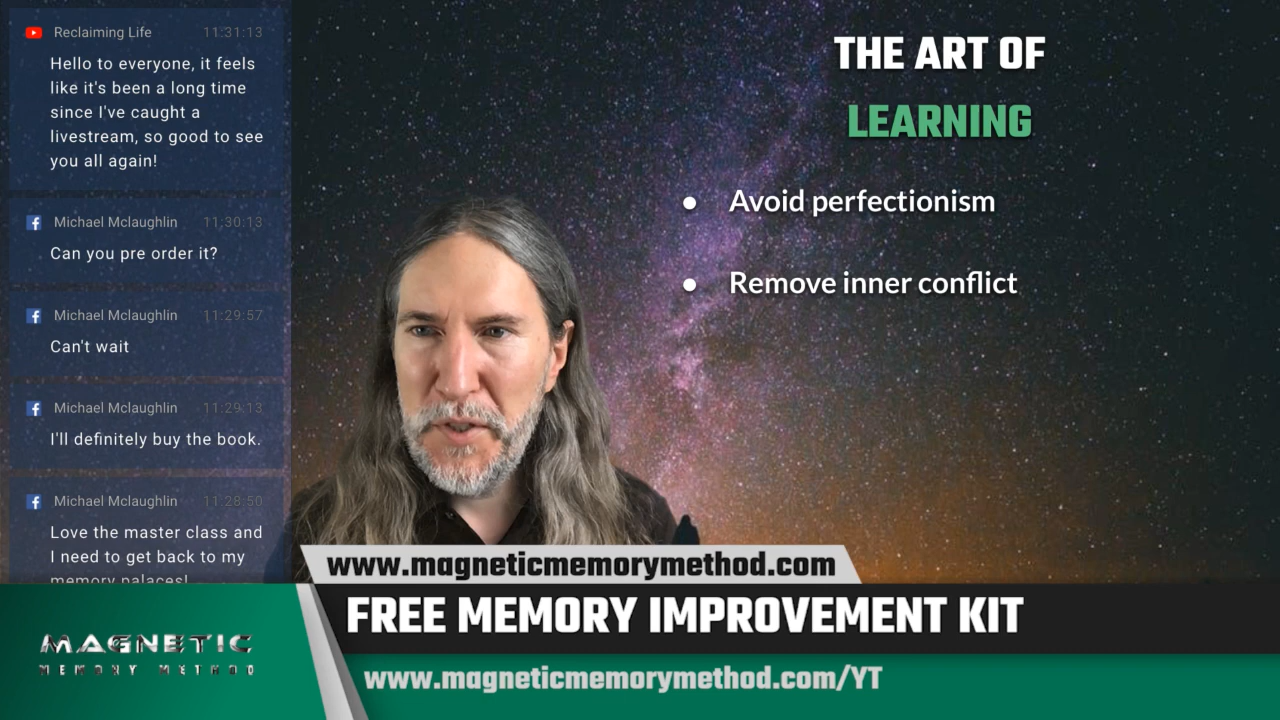 Reclaiming Life 11:31:13
Hello to everyone, it feels
like it's been a long time
since I've caught a
livestream, so good to see
you all again!
Michael Mclaughlin 11:30:13
Can you pre order it?
Michael Mclaughlin 11:29:57
Can't wait
Michael Mclaughlin 11:29:13
I'll definitely buy the book.
Michael Mclaughlin 11:28:50
Love the master class and
I need to get back to my
memory palaces!
THE ART OF
LEARNING
• Avoid perfectionism
• Remove inner conflict
www.magneticmemorymethod.com
FREE MEMORY IMPROVEMENT KIT
www.magneticmemorymethod.com/YT
MAGNETIC
MEMORY METHOD